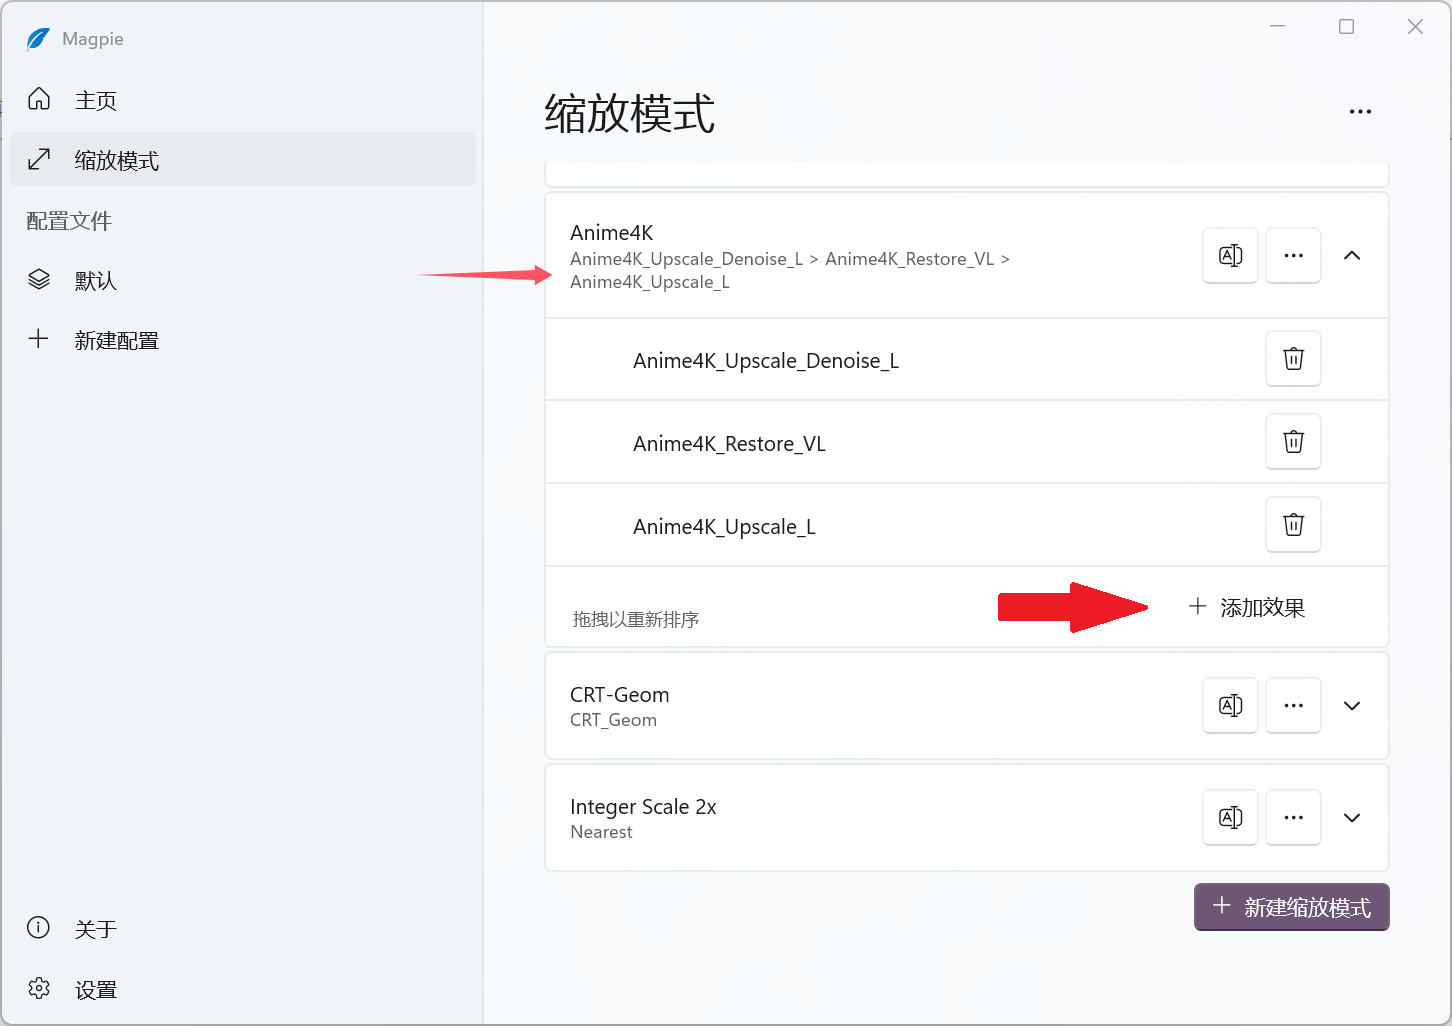 Magpie
主页
缩放模式
配置文件
默认
新建配置
关于
设置
缩放模式
Anime4K
Anime4K_Upscale_Denoise_L > Anime4K_Restore_VL >
Anime4K_Upscale_L
Anime4K_Upscale_Denoise_L
Anime4K_Restore_VL
Anime4K_Upscale_L
拖拽以重新排序
添加效果
CRT-Geom
CRT_Geom
Integer Scale 2x
Nearest
新建缩放模式